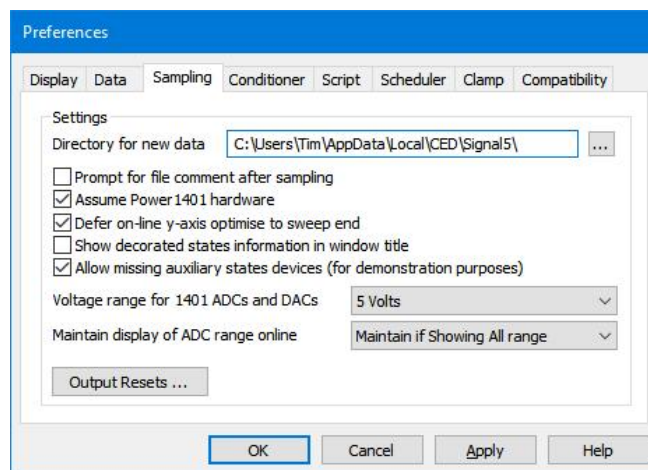 Preferences
Display Data Sampling Conditioner Script Scheduler Clamp Compatibility
Settings
Directory for new data C:\Users\Tim\AppData\Local\CED\Signal5\ ...
Prompt for file comment after sampling
Assume Power1401 hardware
Defer on-line y-axis optimise to sweep end
Show decorated states information in window title
Allow missing auxiliary states devices (for demonstration purposes)
Voltage range for 1401 ADCs and DACs 5 Volts
Maintain display of ADC range online Maintain if Showing All range
Output Resets ...
OK Cancel Apply Help